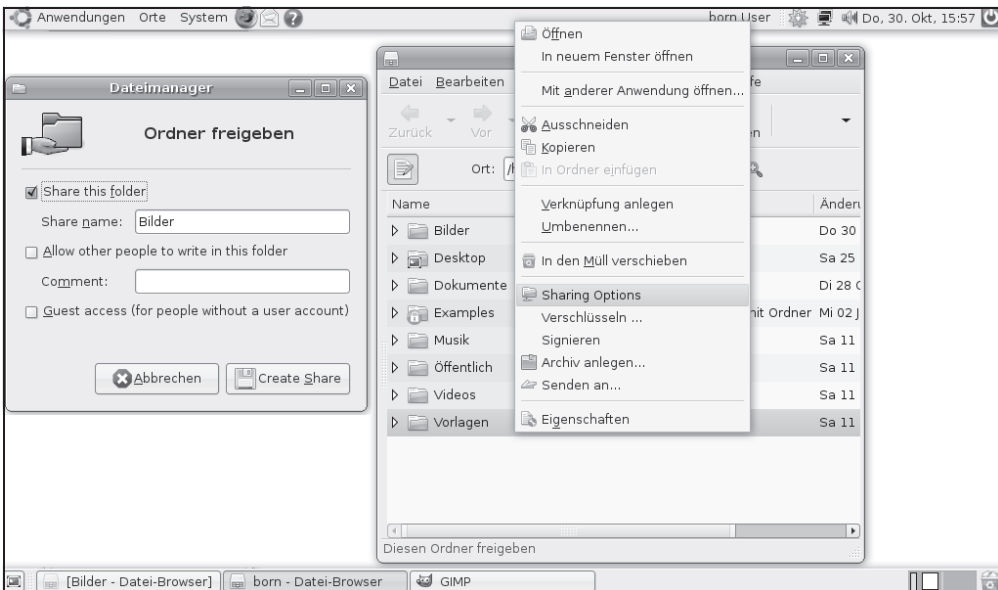 Anwendungen Orte System born User Do, 30. Okt, 15:57
Dateimanager
Ordner freigeben
Share this folder
Share name: Bilder
Allow other people to write in this folder
Comment:
Guest access (for people without a user account)
Abbrechen Create Share
Datei Bearbeiten
Zurück Vor
Ort:
Name Änderu
Bilder Do 30
Desktop Sa 25
Dokumente Di 28
Examples Mi 02
Musik Sa 11
Öffentlich Sa 11
Videos Sa 11
Vorlagen Sa 11
Diesen Ordner freigeben
Öffnen
In neuem Fenster öffnen
Mit anderer Anwendung öffnen...
Ausschneiden
Kopieren
In Ordner einfügen
Verknüpfung anlegen
Umbenennen...
In den Müll verschieben
Sharing Options
Verschlüsseln ...
Signieren
Archiv anlegen...
Senden an...
Eigenschaften
[Bilder - Datei-Browser] born - Datei-Browser GIMP